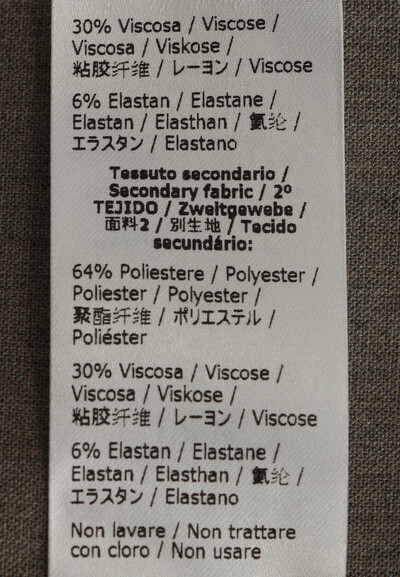 30% Viscosa / Viscose /
Viscosa / Viskose /
粘胶纤维 / レーヨン / Viscose
6% Elastan / Elastane /
Elastan / Elasthan / 氨纶 /
エラスタン / Elastano
Tessuto secondario /
Secondary fabric / 2º
TEJIDO / Zweitgewebe /
面料2 / 別生地 / Tecido
secundário:
64% Poliestere / Polyester /
Poliester / Polyester /
聚酯纤维 / ポリエステル /
Poliéster
30% Viscosa / Viscose /
Viscosa / Viskose /
粘胶纤维 / レーヨン / Viscose
6% Elastan / Elastane /
Elastan / Elasthan / 氨纶 /
エラスタン / Elastano
Non lavare / Non trattare
con cloro / Non usare